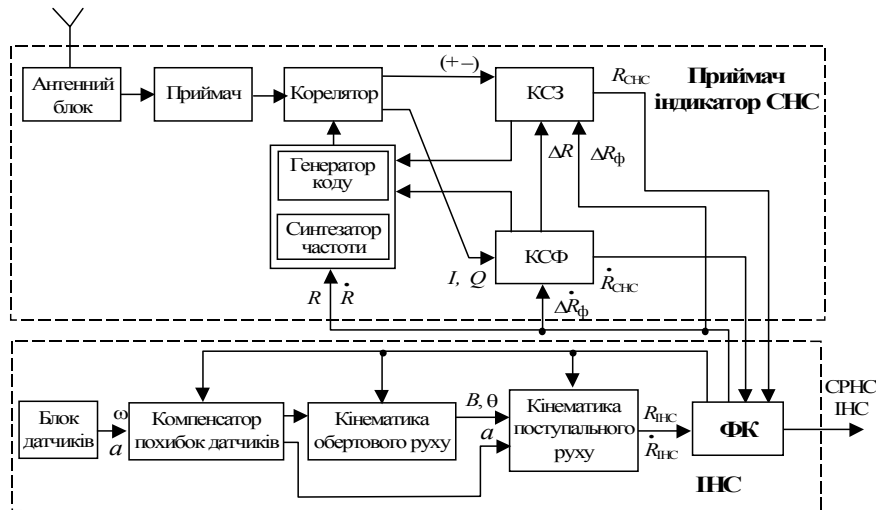 (+ –)
R_СНС
Приймач
індикатор СНС
Антенний
блок
Приймач
Корелятор
КСЗ
ΔR
ΔR_ф
Генератор
коду
Синтезатор
частоти
КСФ
I, Q
Ṙ_СНС
R Ṙ
ΔṘ_ф
СРНС
ІНС
Блок
датчиків
ω
a
Компенсатор
похибок датчиків
Кінематика
обертового руху
B, θ
a
Кінематика
поступального
руху
R_ІНС
Ṙ_ІНС
ФК
ІНС